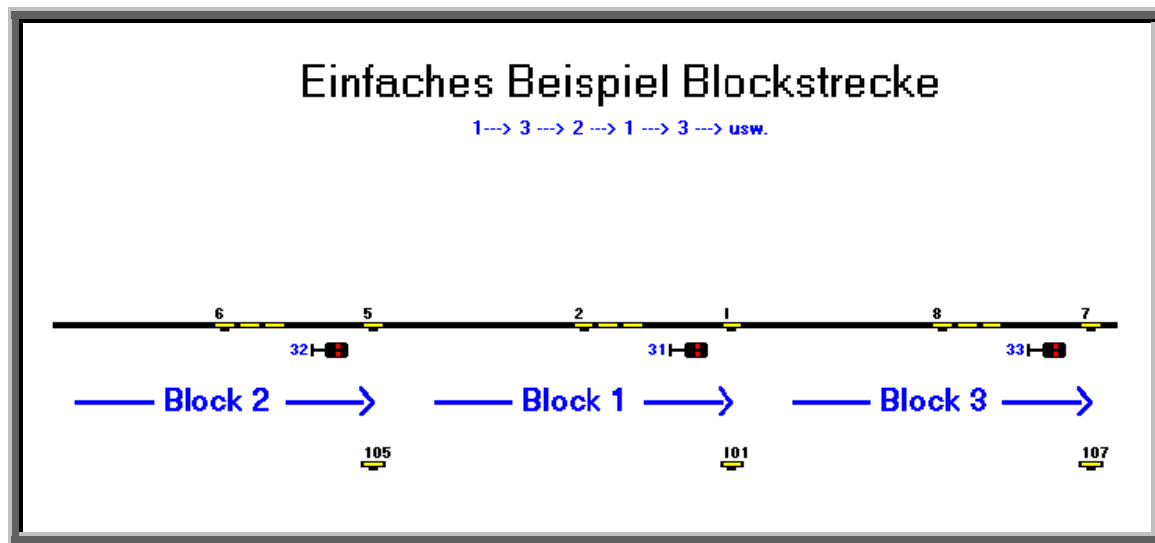 Einfaches Beispiel Blockstrecke
1---> 3 ---> 2 ---> 1 ---> 3 ---> usw.
6 5 2 1 8 7
32 31 33
Block 2 Block 1 Block 3
105 101 107